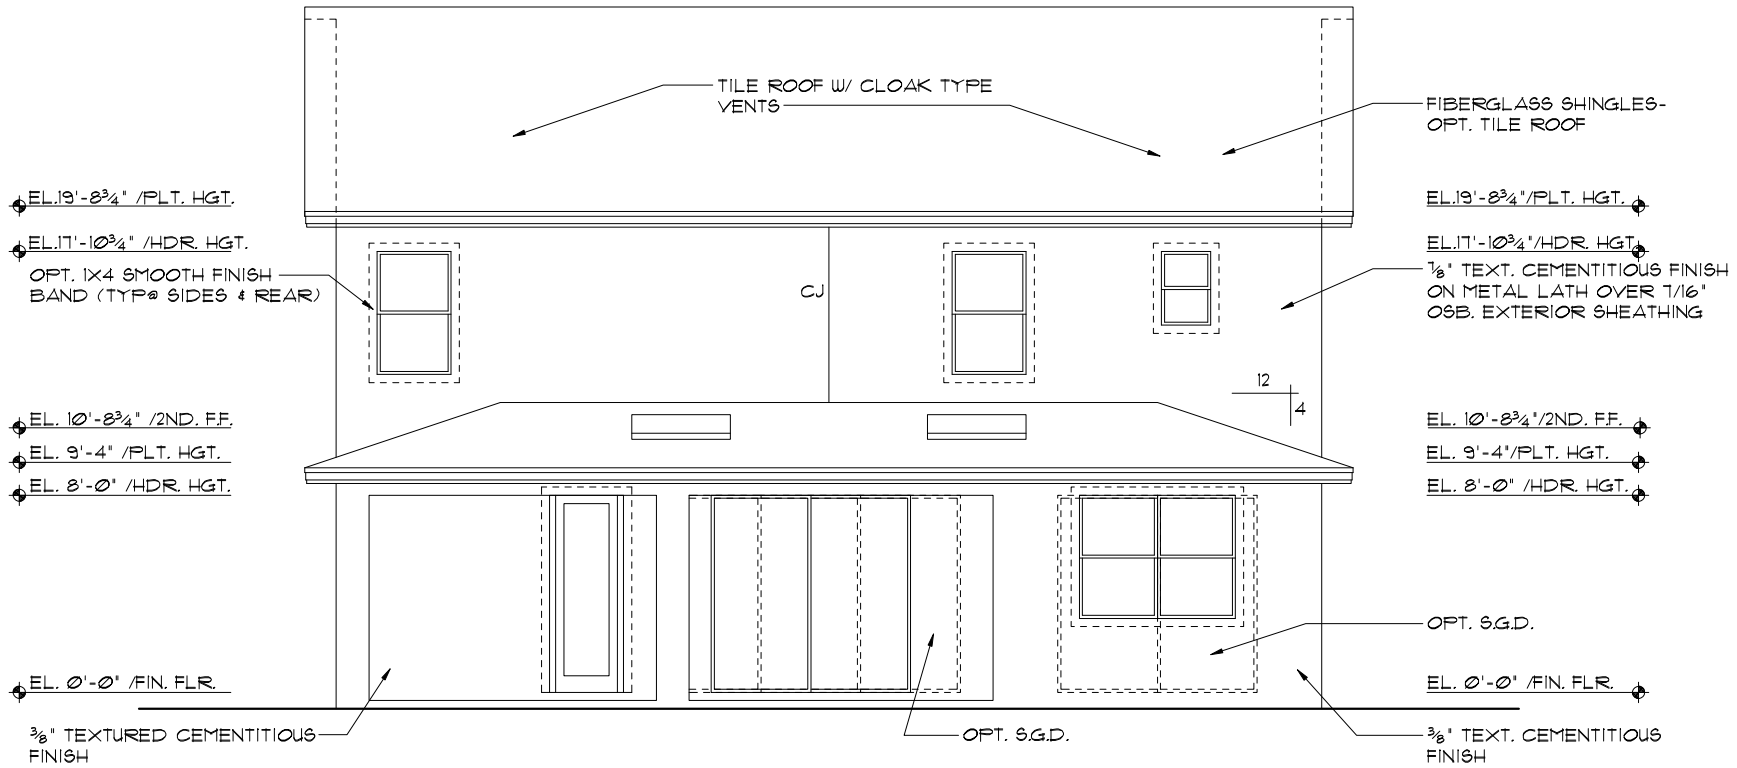 TILE ROOF W/ CLOAK TYPE
VENTS
FIBERGLASS SHINGLES-
OPT. TILE ROOF
EL.19'-8¾" /PLT. HGT.
EL.19'-8¾"/PLT. HGT.
EL.17'-10¾" /HDR. HGT.
EL.17'-10¾"/HDR. HGT.
OPT. 1X4 SMOOTH FINISH
BAND (TYP@ SIDES & REAR)
CJ
⅞" TEXT. CEMENTITIOUS FINISH
ON METAL LATH OVER 7/16"
OSB. EXTERIOR SHEATHING
12
4
EL. 10'-8¾" /2ND. F.F.
EL. 10'-8¾"/2ND. F.F.
EL. 9'-4" /PLT. HGT.
EL. 9'-4"/PLT. HGT.
EL. 8'-0" /HDR. HGT.
EL. 8'-0" /HDR. HGT.
OPT. S.G.D.
EL. 0'-0" /FIN. FLR.
EL. 0'-0" /FIN. FLR.
⅜" TEXTURED CEMENTITIOUS
FINISH
OPT. S.G.D.
⅜" TEXT. CEMENTITIOUS
FINISH